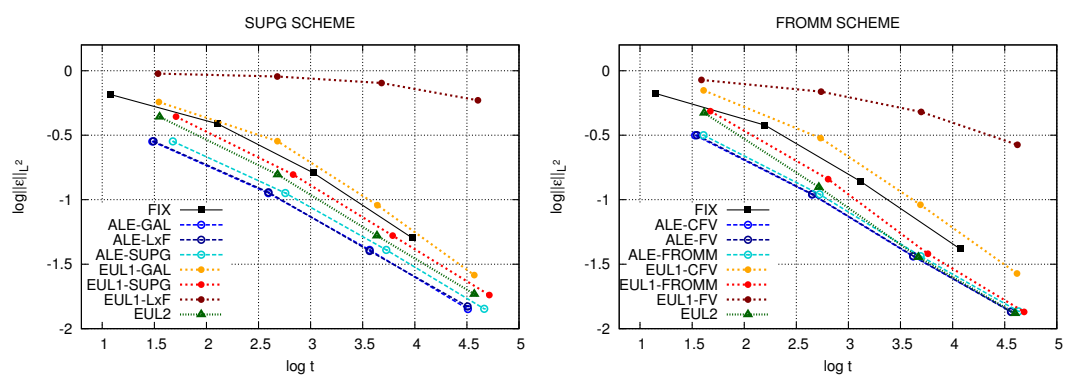 SUPG SCHEME
0
-0.5
-1
-1.5
-2
1 1.5 2 2.5 3 3.5 4 4.5 5
log||ε||L²
log t
FIX
ALE-GAL
ALE-LxF
ALE-SUPG
EUL1-GAL
EUL1-SUPG
EUL1-LxF
EUL2
FROMM SCHEME
0
-0.5
-1
-1.5
-2
1 1.5 2 2.5 3 3.5 4 4.5 5
log||ε||L²
log t
FIX
ALE-CFV
ALE-FV
ALE-FROMM
EUL1-CFV
EUL1-FROMM
EUL1-FV
EUL2